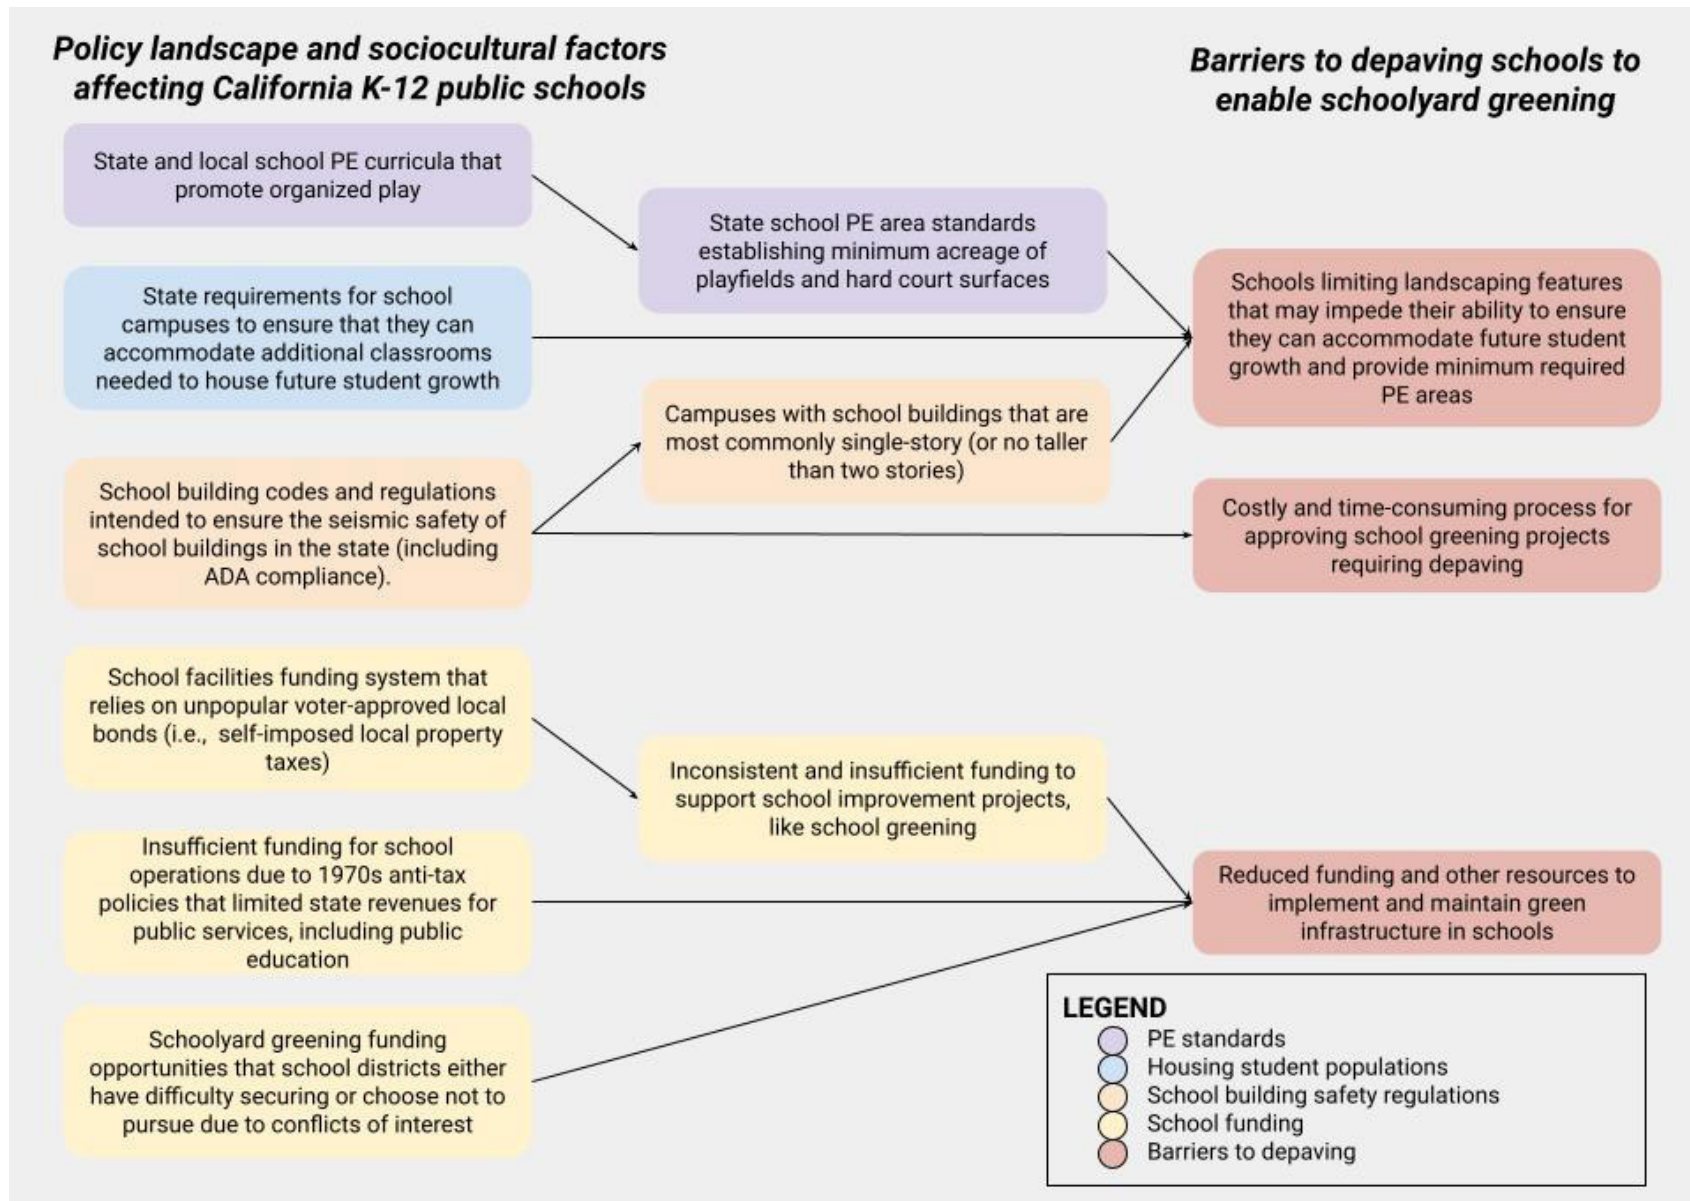 Policy landscape and sociocultural factors
affecting California K-12 public schools
Barriers to depaving schools to
enable schoolyard greening
State and local school PE curricula that
promote organized play
State school PE area standards
establishing minimum acreage of
playfields and hard court surfaces
State requirements for school
campuses to ensure that they can
accommodate additional classrooms
needed to house future student growth
Schools limiting landscaping features
that may impede their ability to ensure
they can accommodate future student
growth and provide minimum required
PE areas
Campuses with school buildings that are
most commonly single-story (or no taller
than two stories)
School building codes and regulations
intended to ensure the seismic safety of
school buildings in the state (including
ADA compliance).
Costly and time-consuming process for
approving school greening projects
requiring depaving
School facilities funding system that
relies on unpopular voter-approved local
bonds (i.e., self-imposed local property
taxes)
Inconsistent and insufficient funding to
support school improvement projects,
like school greening
Insufficient funding for school
operations due to 1970s anti-tax
policies that limited state revenues for
public services, including public
education
Reduced funding and other resources to
implement and maintain green
infrastructure in schools
Schoolyard greening funding
opportunities that school districts either
have difficulty securing or choose not to
pursue due to conflicts of interest
LEGEND
PE standards
Housing student populations
School building safety regulations
School funding
Barriers to depaving